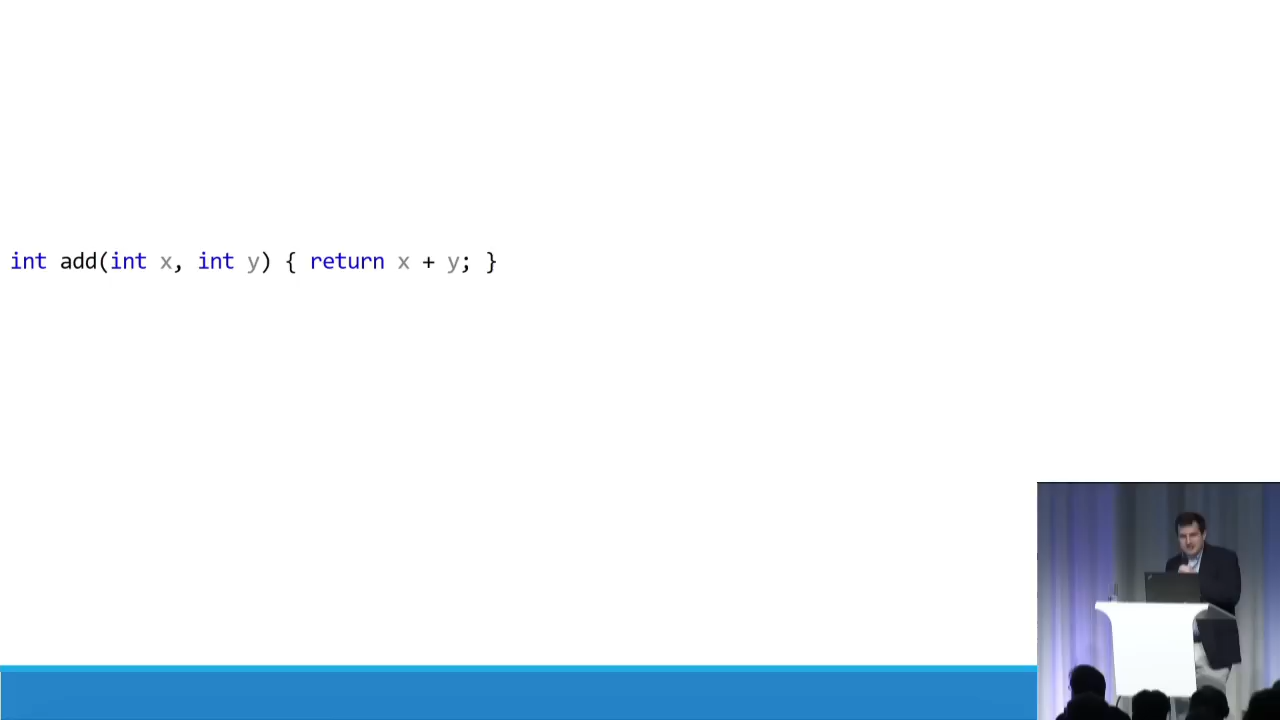 int add(int x, int y) { return x + y; }